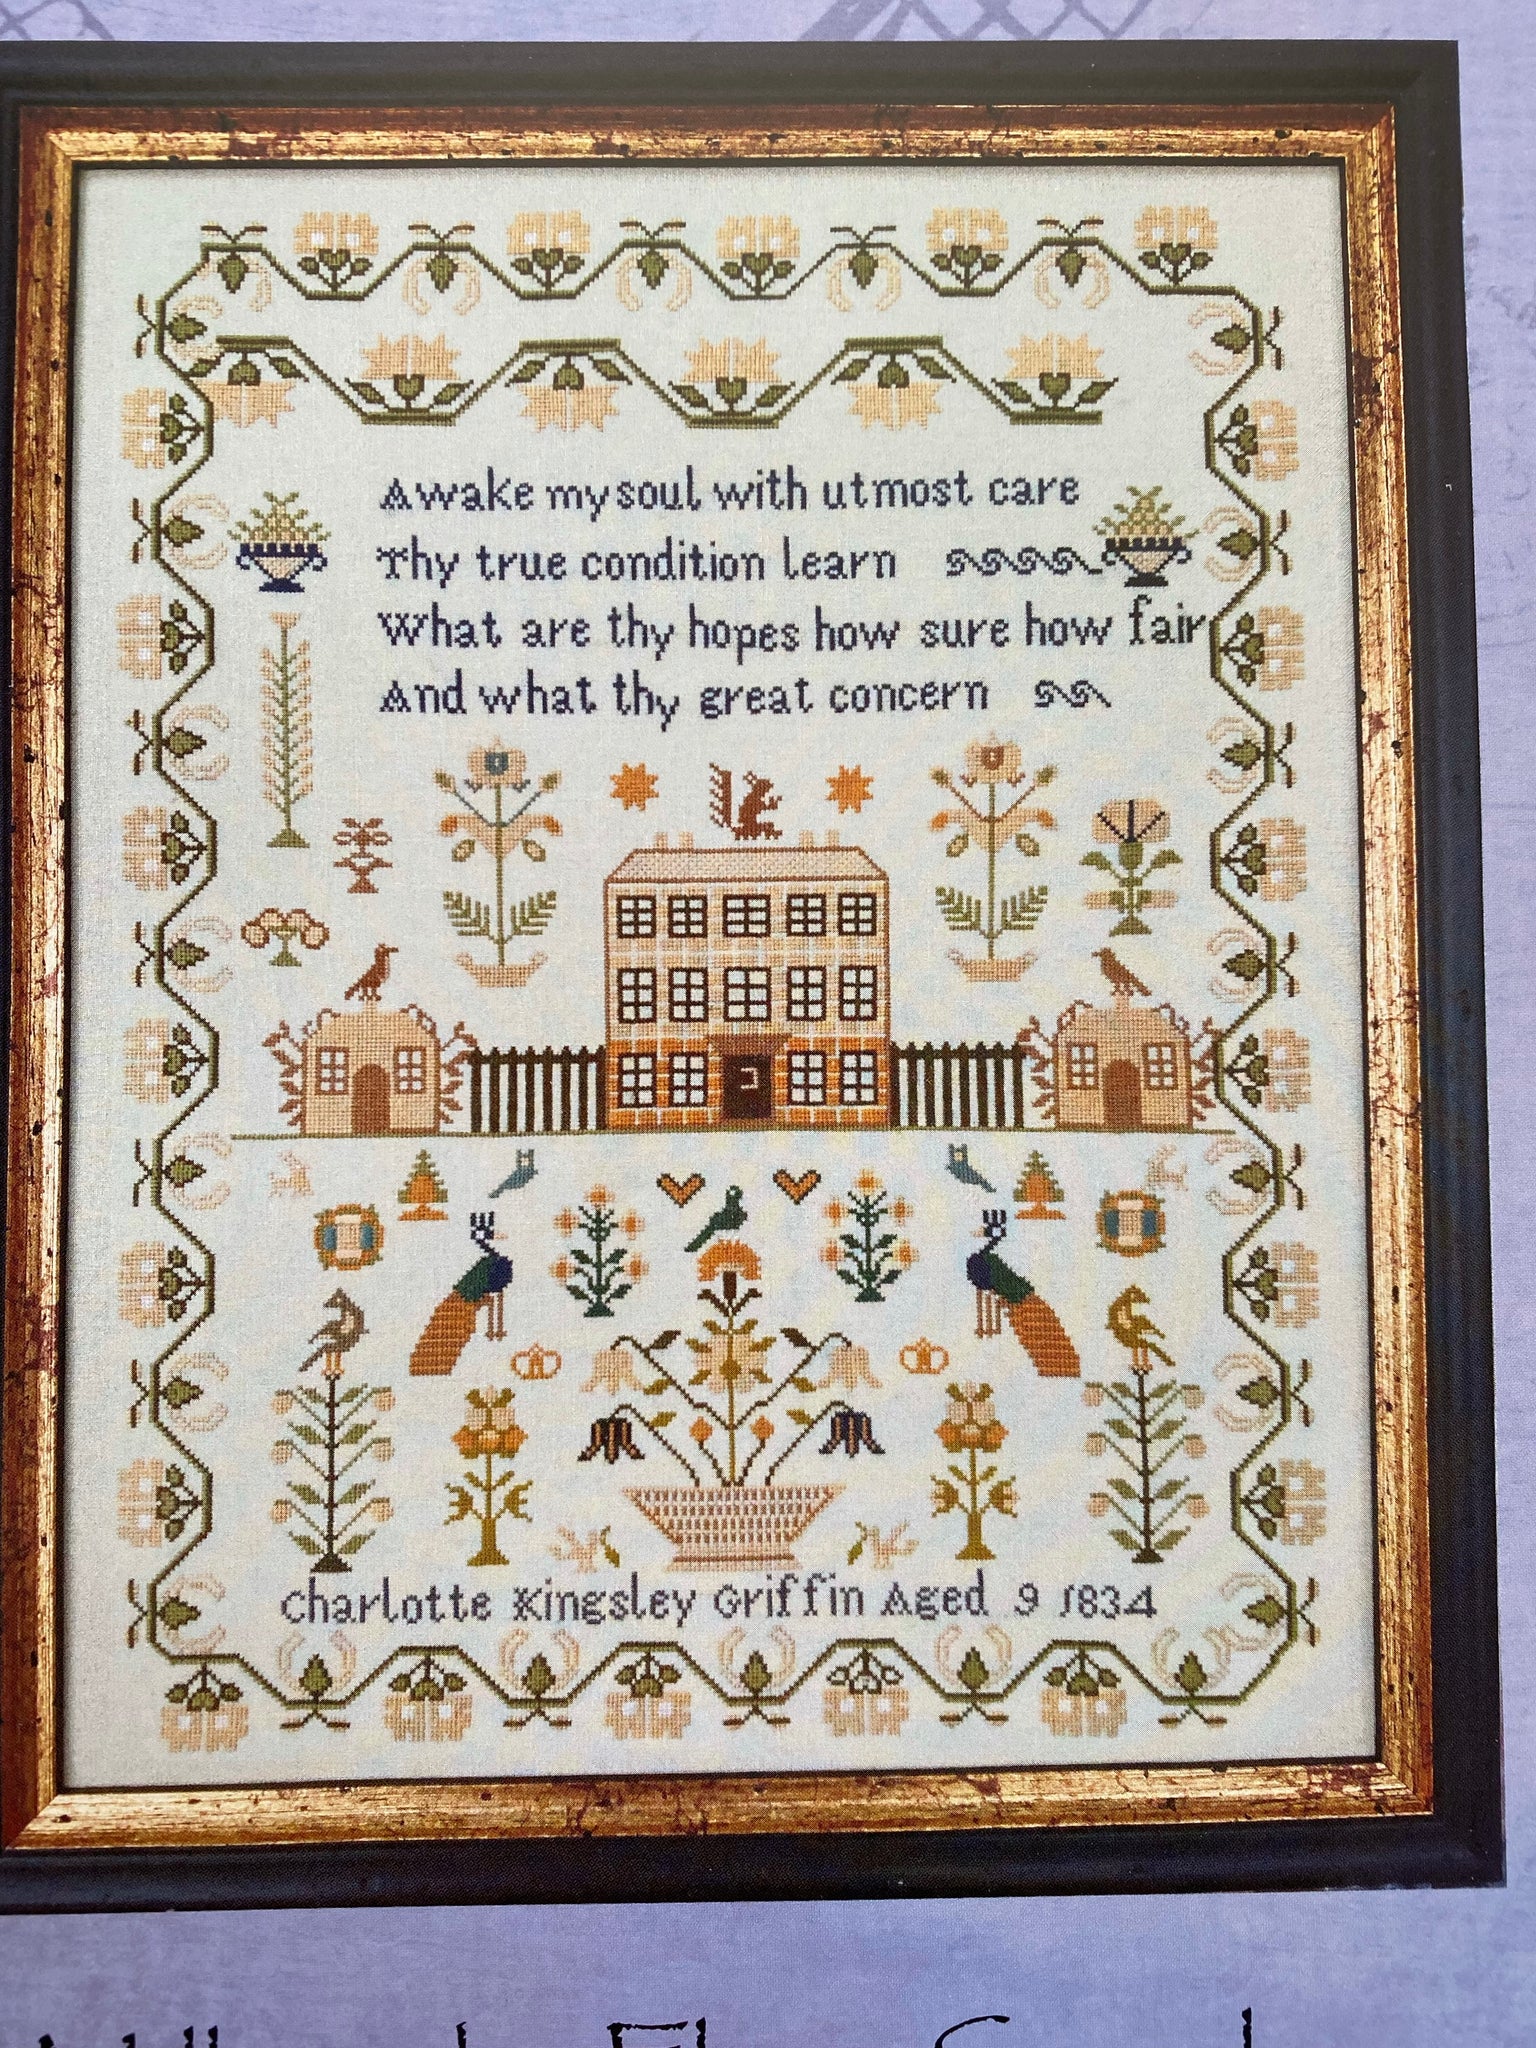 Awake my soul with utmost care
Thy true condition learn
What are thy hopes how sure how fair
And what thy great concern
Charlotte Kingsley Griffin Aged 9 1834